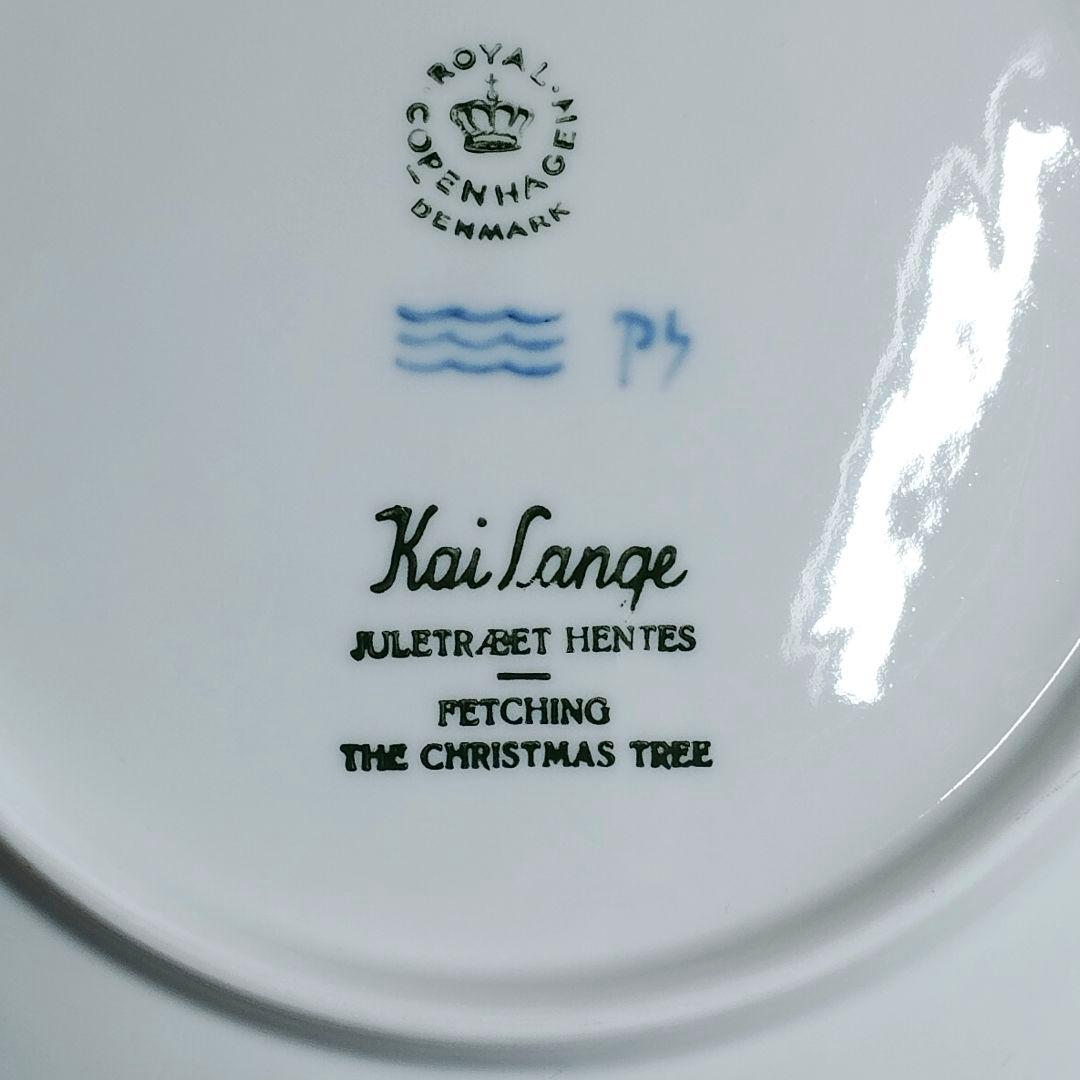 ROYAL
COPENHAGEN
DENMARK
Kai Lange
JULETRÆET HENTES
FETCHING
THE CHRISTMAS TREE